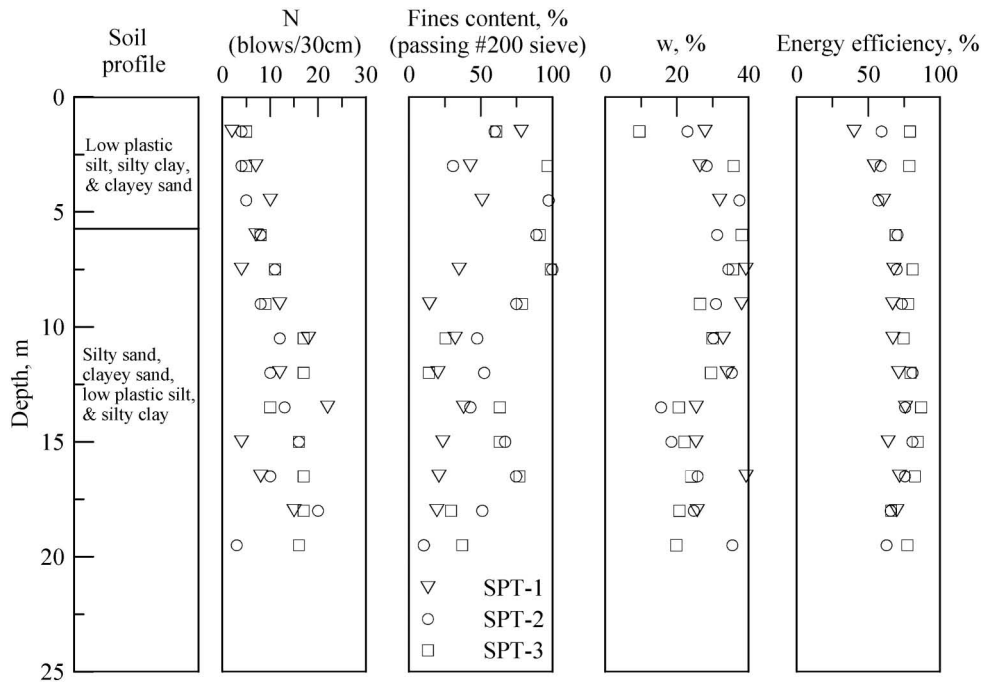 Soil
profile
N
(blows/30cm)
0 10 20 30
Fines content, %
(passing #200 sieve)
0 50 100
w, %
0 20 40
Energy efficiency, %
0 50 100
Depth, m
0
5
10
15
20
25
Low plastic
silt, silty clay,
& clayey sand
Silty sand,
clayey sand,
low plastic silt,
& silty clay
SPT-1
SPT-2
SPT-3